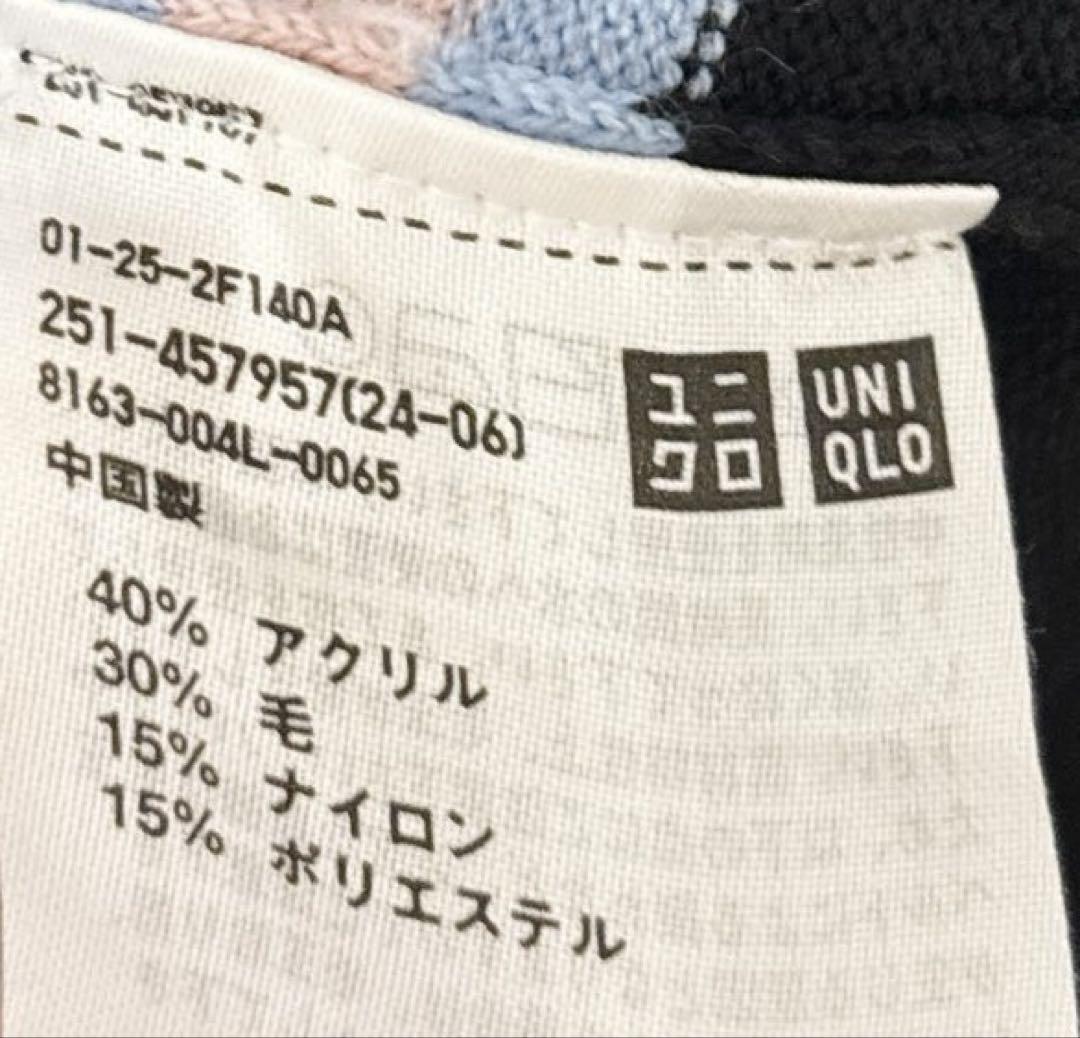 01-25-2F140A
251-457957(24-06)
8163-004L-0065
中国製
ユニ
クロ
UNI
QLO
40% アクリル
30% 毛
15% ナイロン
15% ポリエステル